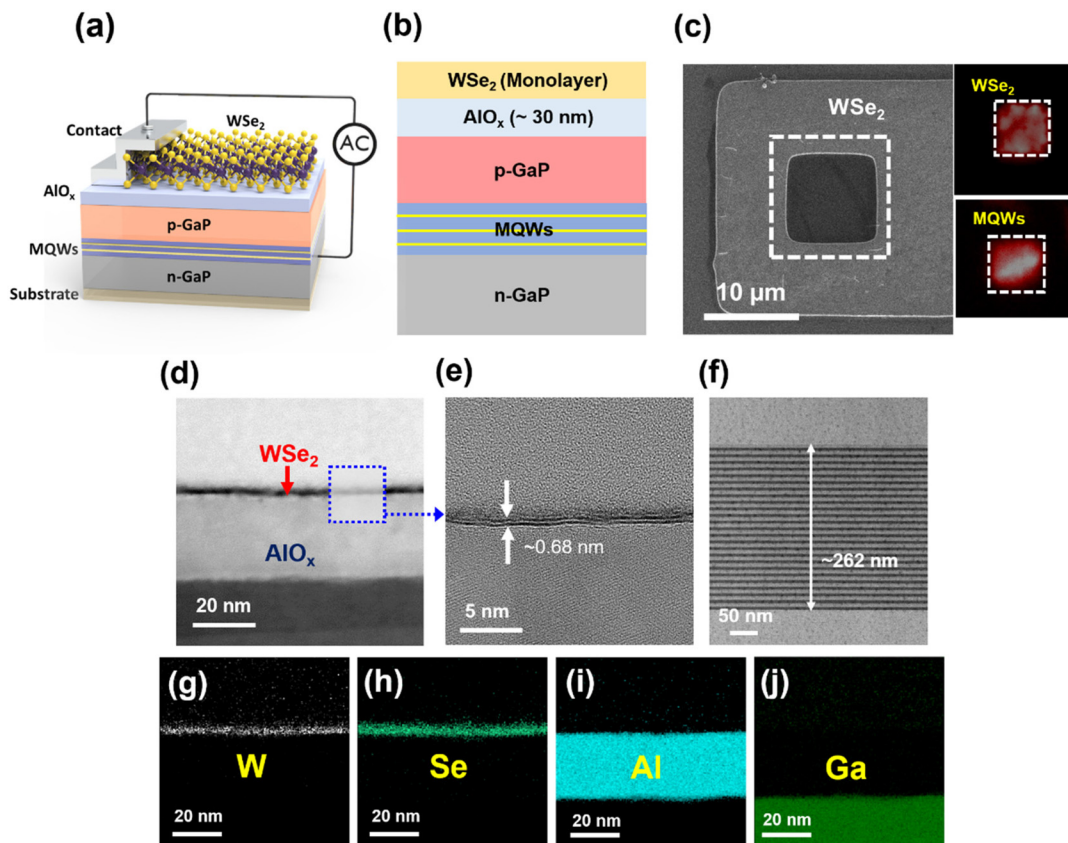 (a)
Contact
WSe₂
AC
AlOₓ
p-GaP
MQWs
n-GaP
Substrate
(b)
WSe₂ (Monolayer)
AlOₓ (~ 30 nm)
p-GaP
MQWs
n-GaP
(c)
WSe₂
10 μm
WSe₂
MQWs
(d)
WSe₂
AlOₓ
20 nm
(e)
~0.68 nm
5 nm
(f)
~262 nm
50 nm
(g)
W
20 nm
(h)
Se
20 nm
(i)
Al
20 nm
(j)
Ga
20 nm